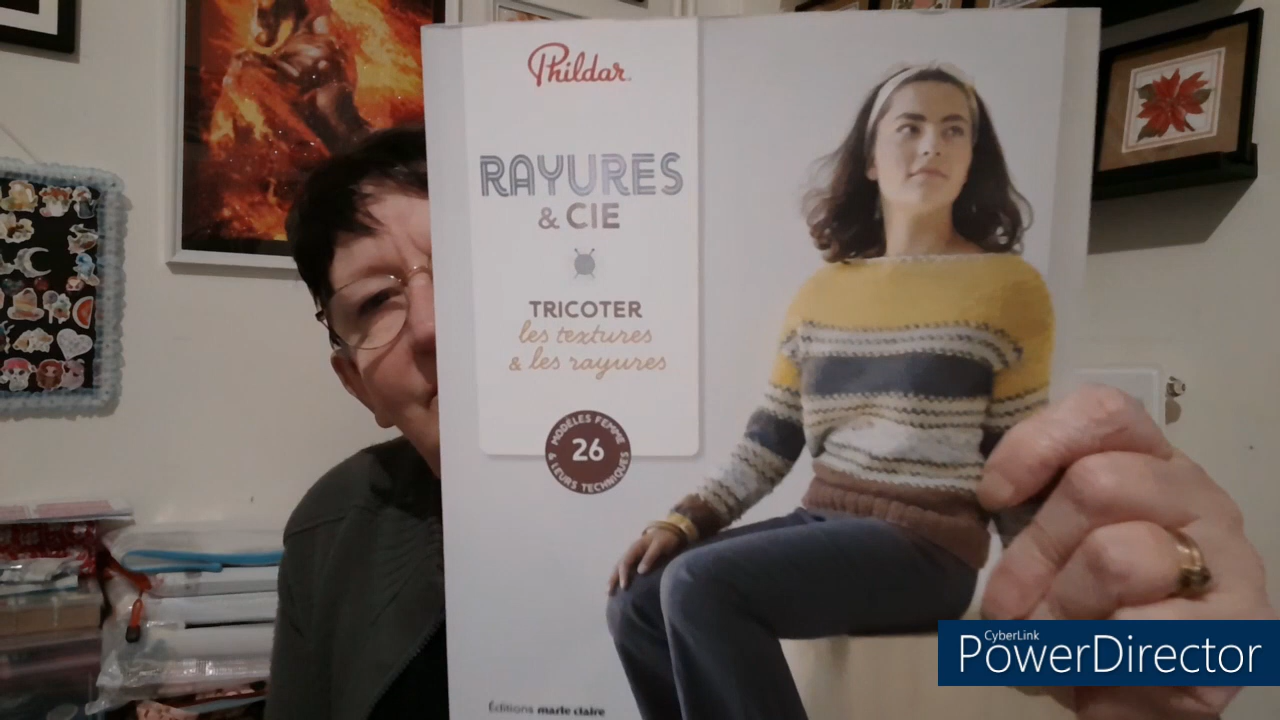 Phildar
RAYURES
& CIE
TRICOTER
les textures
& les rayures
MODÈLES FEMME
26
& LEURS TECHNIQUES
Éditions marie claire
CyberLink
PowerDirector